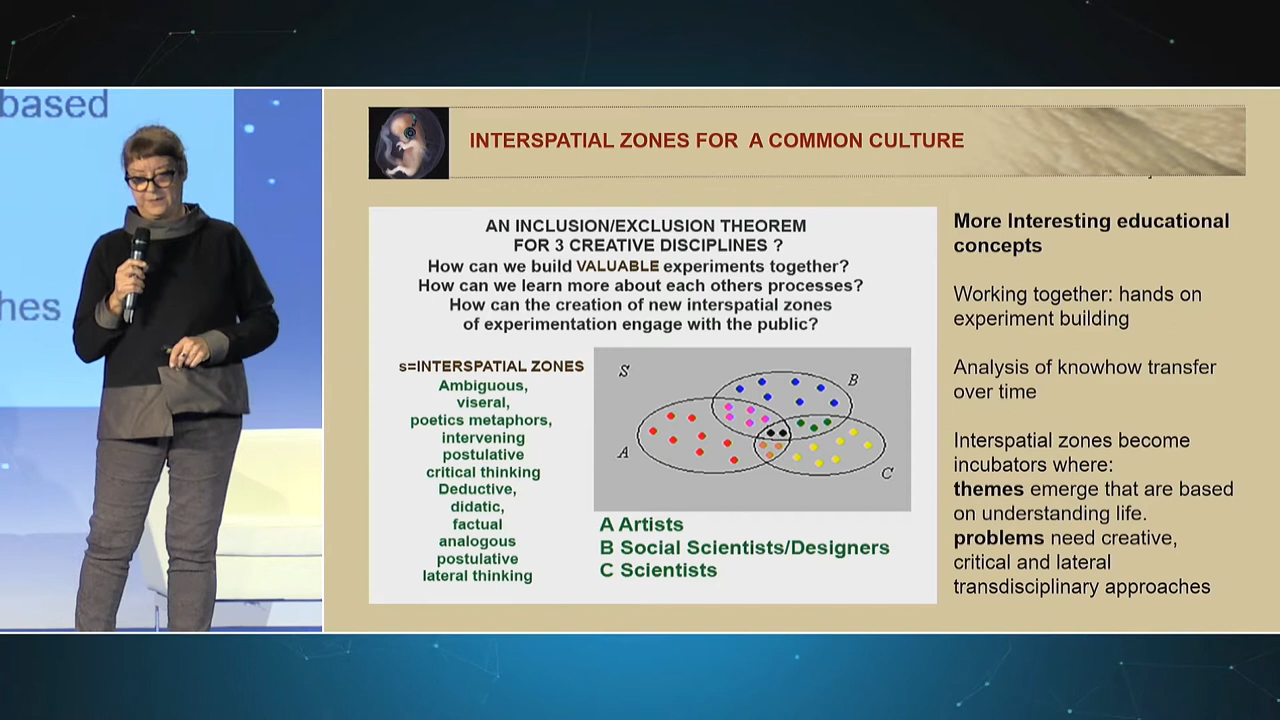 based
hes
INTERSPATIAL ZONES FOR A COMMON CULTURE
AN INCLUSION/EXCLUSION THEOREM
FOR 3 CREATIVE DISCIPLINES ?
How can we build VALUABLE experiments together?
How can we learn more about each others processes?
How can the creation of new interspatial zones
of experimentation engage with the public?
s=INTERSPATIAL ZONES
Ambiguous,
viseral,
poetics metaphors,
intervening
postulative
critical thinking
Deductive,
didatic,
factual
analogous
postulative
lateral thinking
S
B
A
C
A Artists
B Social Scientists/Designers
C Scientists
More Interesting educational
concepts
Working together: hands on
experiment building
Analysis of knowhow transfer
over time
Interspatial zones become
incubators where:
themes emerge that are based
on understanding life.
problems need creative,
critical and lateral
transdisciplinary approaches